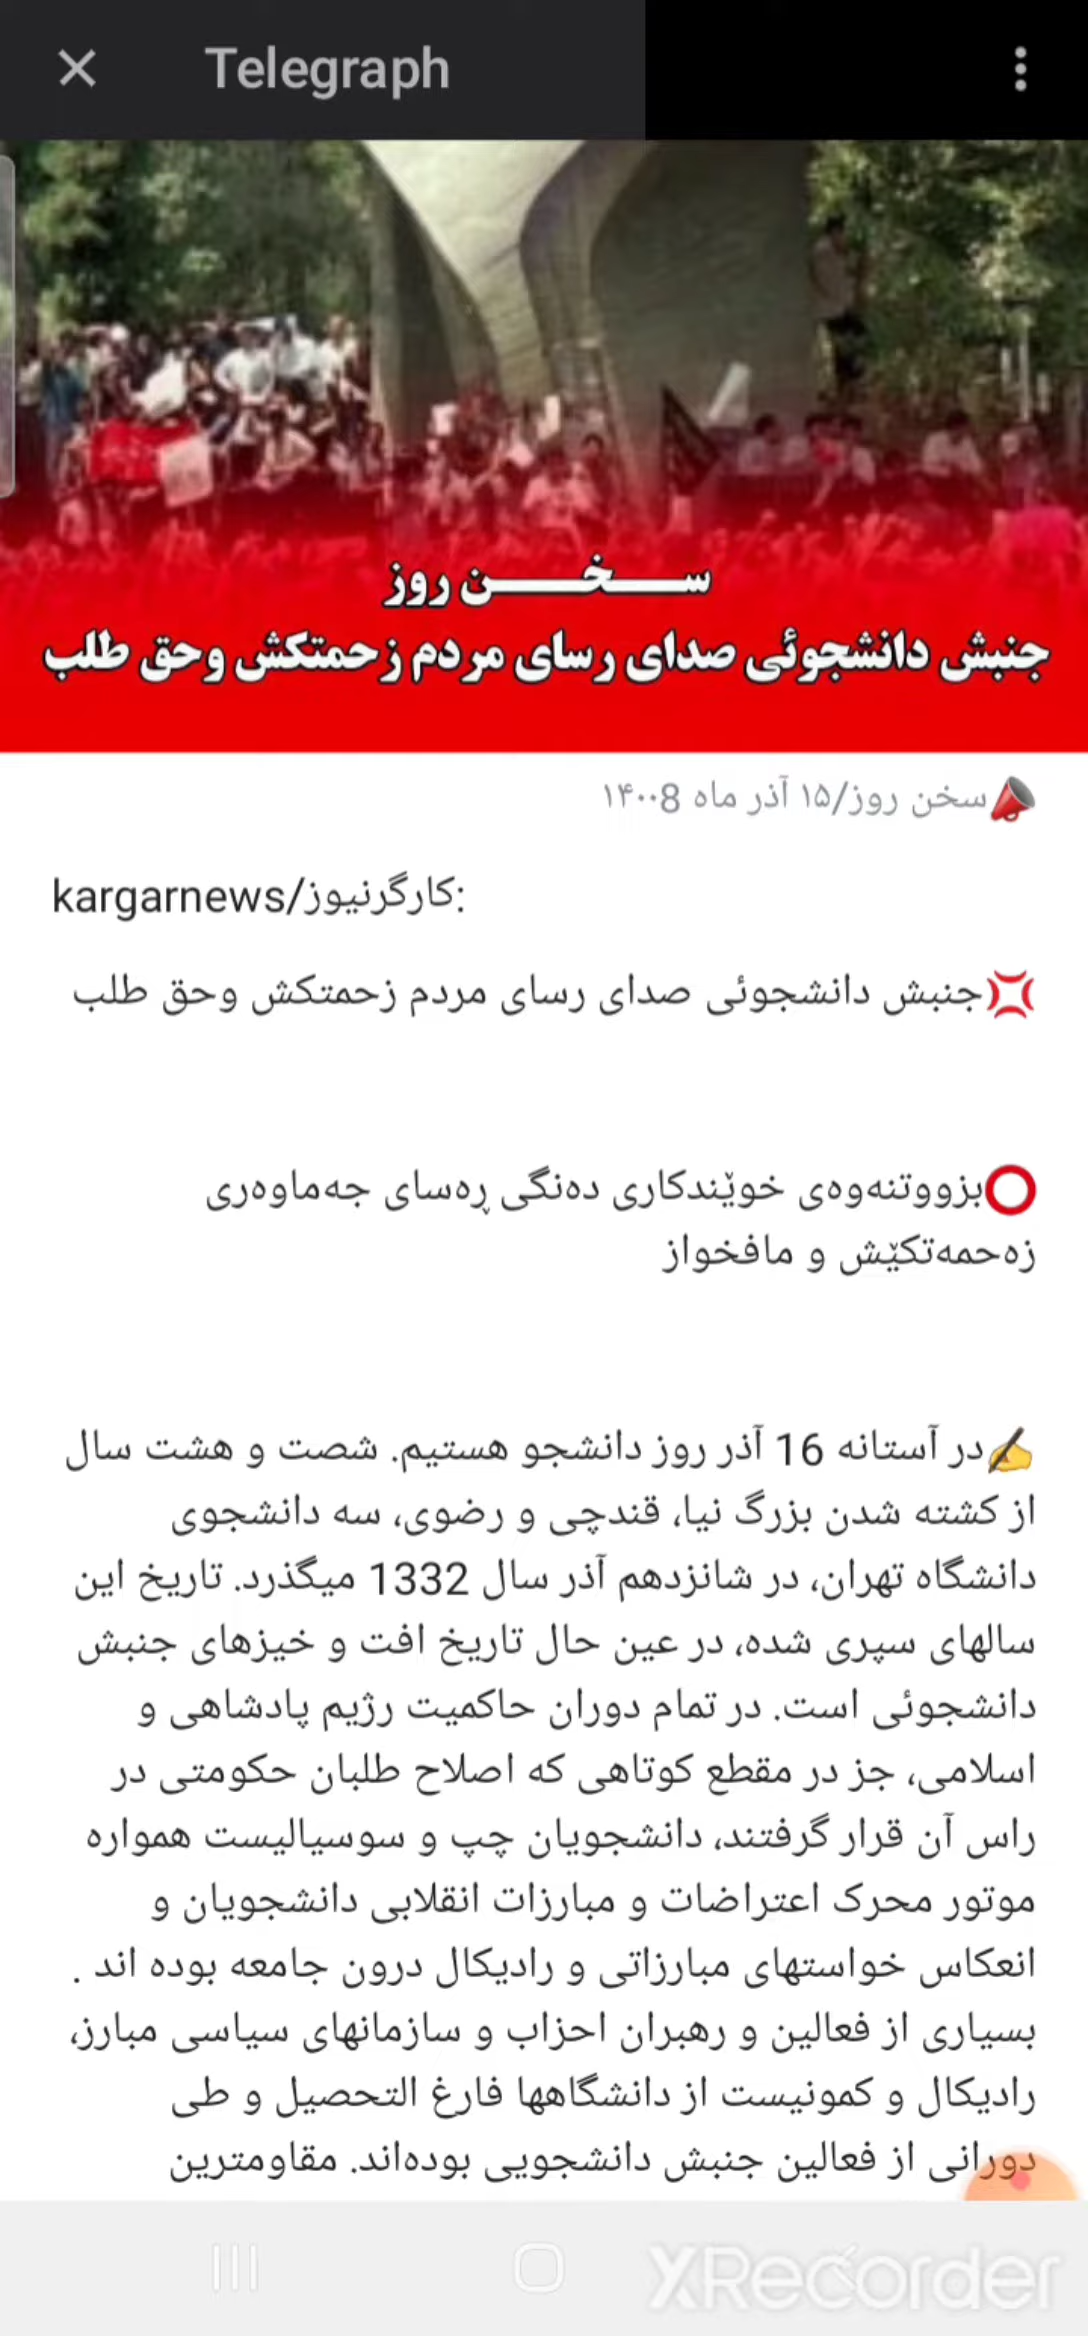 Telegraph
ســخــن روز
جنبش دانشجوئی صدای رسای مردم زحمتکش وحق طلب
سخن روز/۱۵ آذر ماه ۱۴۰۰8
kargarnews/کارگرنیوز:
جنبش دانشجوئی صدای رسای مردم زحمتکش وحق طلب
بزووتنەوەی خوێندکاری دەنگی ڕەسای جەماوەری
زەحمەتکێش و مافخواز
در آستانه 16 آذر روز دانشجو هستیم. شصت و هشت سال
از کشته شدن بزرگ نیا، قندچی و رضوی، سه دانشجوی
دانشگاه تهران، در شانزدهم آذر سال 1332 میگذرد. تاریخ این
سالهای سپری شده، در عین حال تاریخ افت و خیزهای جنبش
دانشجوئی است. در تمام دوران حاکمیت رژیم پادشاهی و
اسلامی، جز در مقطع کوتاهی که اصلاح طلبان حکومتی در
راس آن قرار گرفتند، دانشجویان چپ و سوسیالیست همواره
موتور محرک اعتراضات و مبارزات انقلابی دانشجویان و
انعکاس خواستهای مبارزاتی و رادیکال درون جامعه بوده اند .
بسیاری از فعالین و رهبران احزاب و سازمانهای سیاسی مبارز،
رادیکال و کمونیست از دانشگاهها فارغ التحصیل و طی
دورانی از فعالین جنبش دانشجویی بوده‌اند. مقاومترین
XRecorder